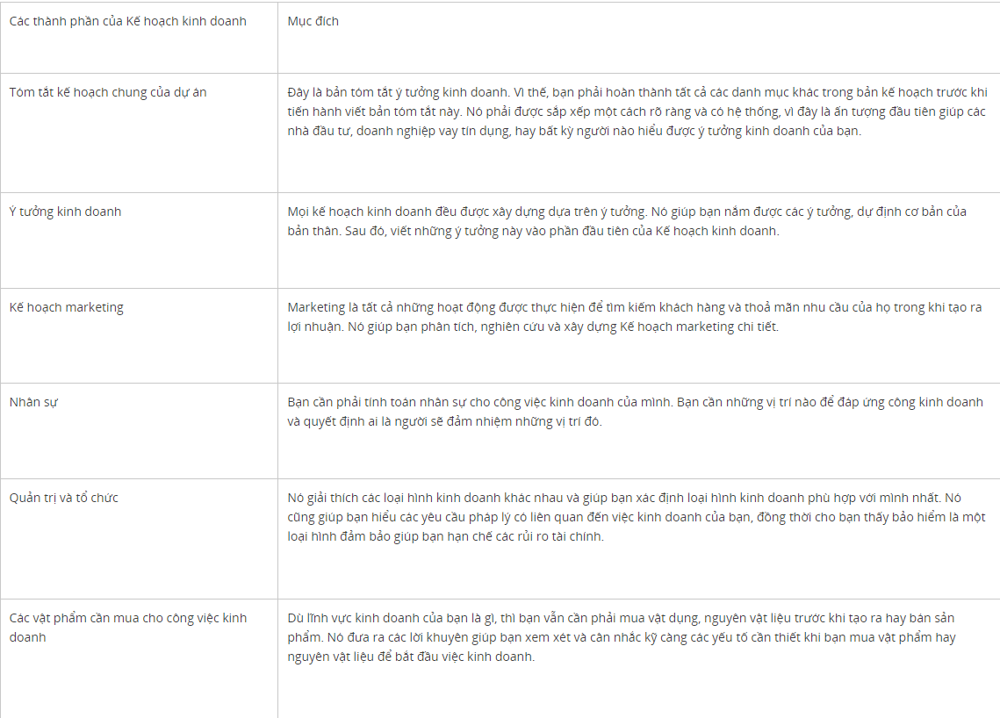 Các thành phần của Kế hoạch kinh doanh
Mục đích
Tóm tắt kế hoạch chung của dự án
Đây là bản tóm tắt ý tưởng kinh doanh. Vì thế, bạn phải hoàn thành tất cả các danh mục khác trong bản kế hoạch trước khi
tiến hành viết bản tóm tắt này. Nó phải được sắp xếp một cách rõ ràng và có hệ thống, vì đây là ấn tượng đầu tiên giúp các
nhà đầu tư, doanh nghiệp vay tín dụng, hay bất kỳ người nào hiểu được ý tưởng kinh doanh của bạn.
Ý tưởng kinh doanh
Mọi kế hoạch kinh doanh đều được xây dựng dựa trên ý tưởng. Nó giúp bạn nắm được các ý tưởng, dự định cơ bản của
bản thân. Sau đó, viết những ý tưởng này vào phần đầu tiên của Kế hoạch kinh doanh.
Kế hoạch marketing
Marketing là tất cả những hoạt động được thực hiện để tìm kiếm khách hàng và thoả mãn nhu cầu của họ trong khi tạo ra
lợi nhuận. Nó giúp bạn phân tích, nghiên cứu và xây dựng Kế hoạch marketing chi tiết.
Nhân sự
Bạn cần phải tính toán nhân sự cho công việc kinh doanh của mình. Bạn cần những vị trí nào để đáp ứng công kinh doanh
và quyết định ai là người sẽ đảm nhiệm những vị trí đó.
Quản trị và tổ chức
Nó giải thích các loại hình kinh doanh khác nhau và giúp bạn xác định loại hình kinh doanh phù hợp với mình nhất. Nó
cũng giúp bạn hiểu các yêu cầu pháp lý có liên quan đến việc kinh doanh của bạn, đồng thời cho bạn thấy bảo hiểm là một
loại hình đảm bảo giúp bạn hạn chế các rủi ro tài chính.
Các vật phẩm cần mua cho công việc kinh
doanh
Dù lĩnh vực kinh doanh của bạn là gì, thì bạn vẫn cần phải mua vật dụng, nguyên vật liệu trước khi tạo ra hay bán sản
phẩm. Nó đưa ra các lời khuyên giúp bạn xem xét và cân nhắc kỹ càng các yếu tố cần thiết khi bạn mua vật phẩm hay
nguyên vật liệu để bắt đầu việc kinh doanh.